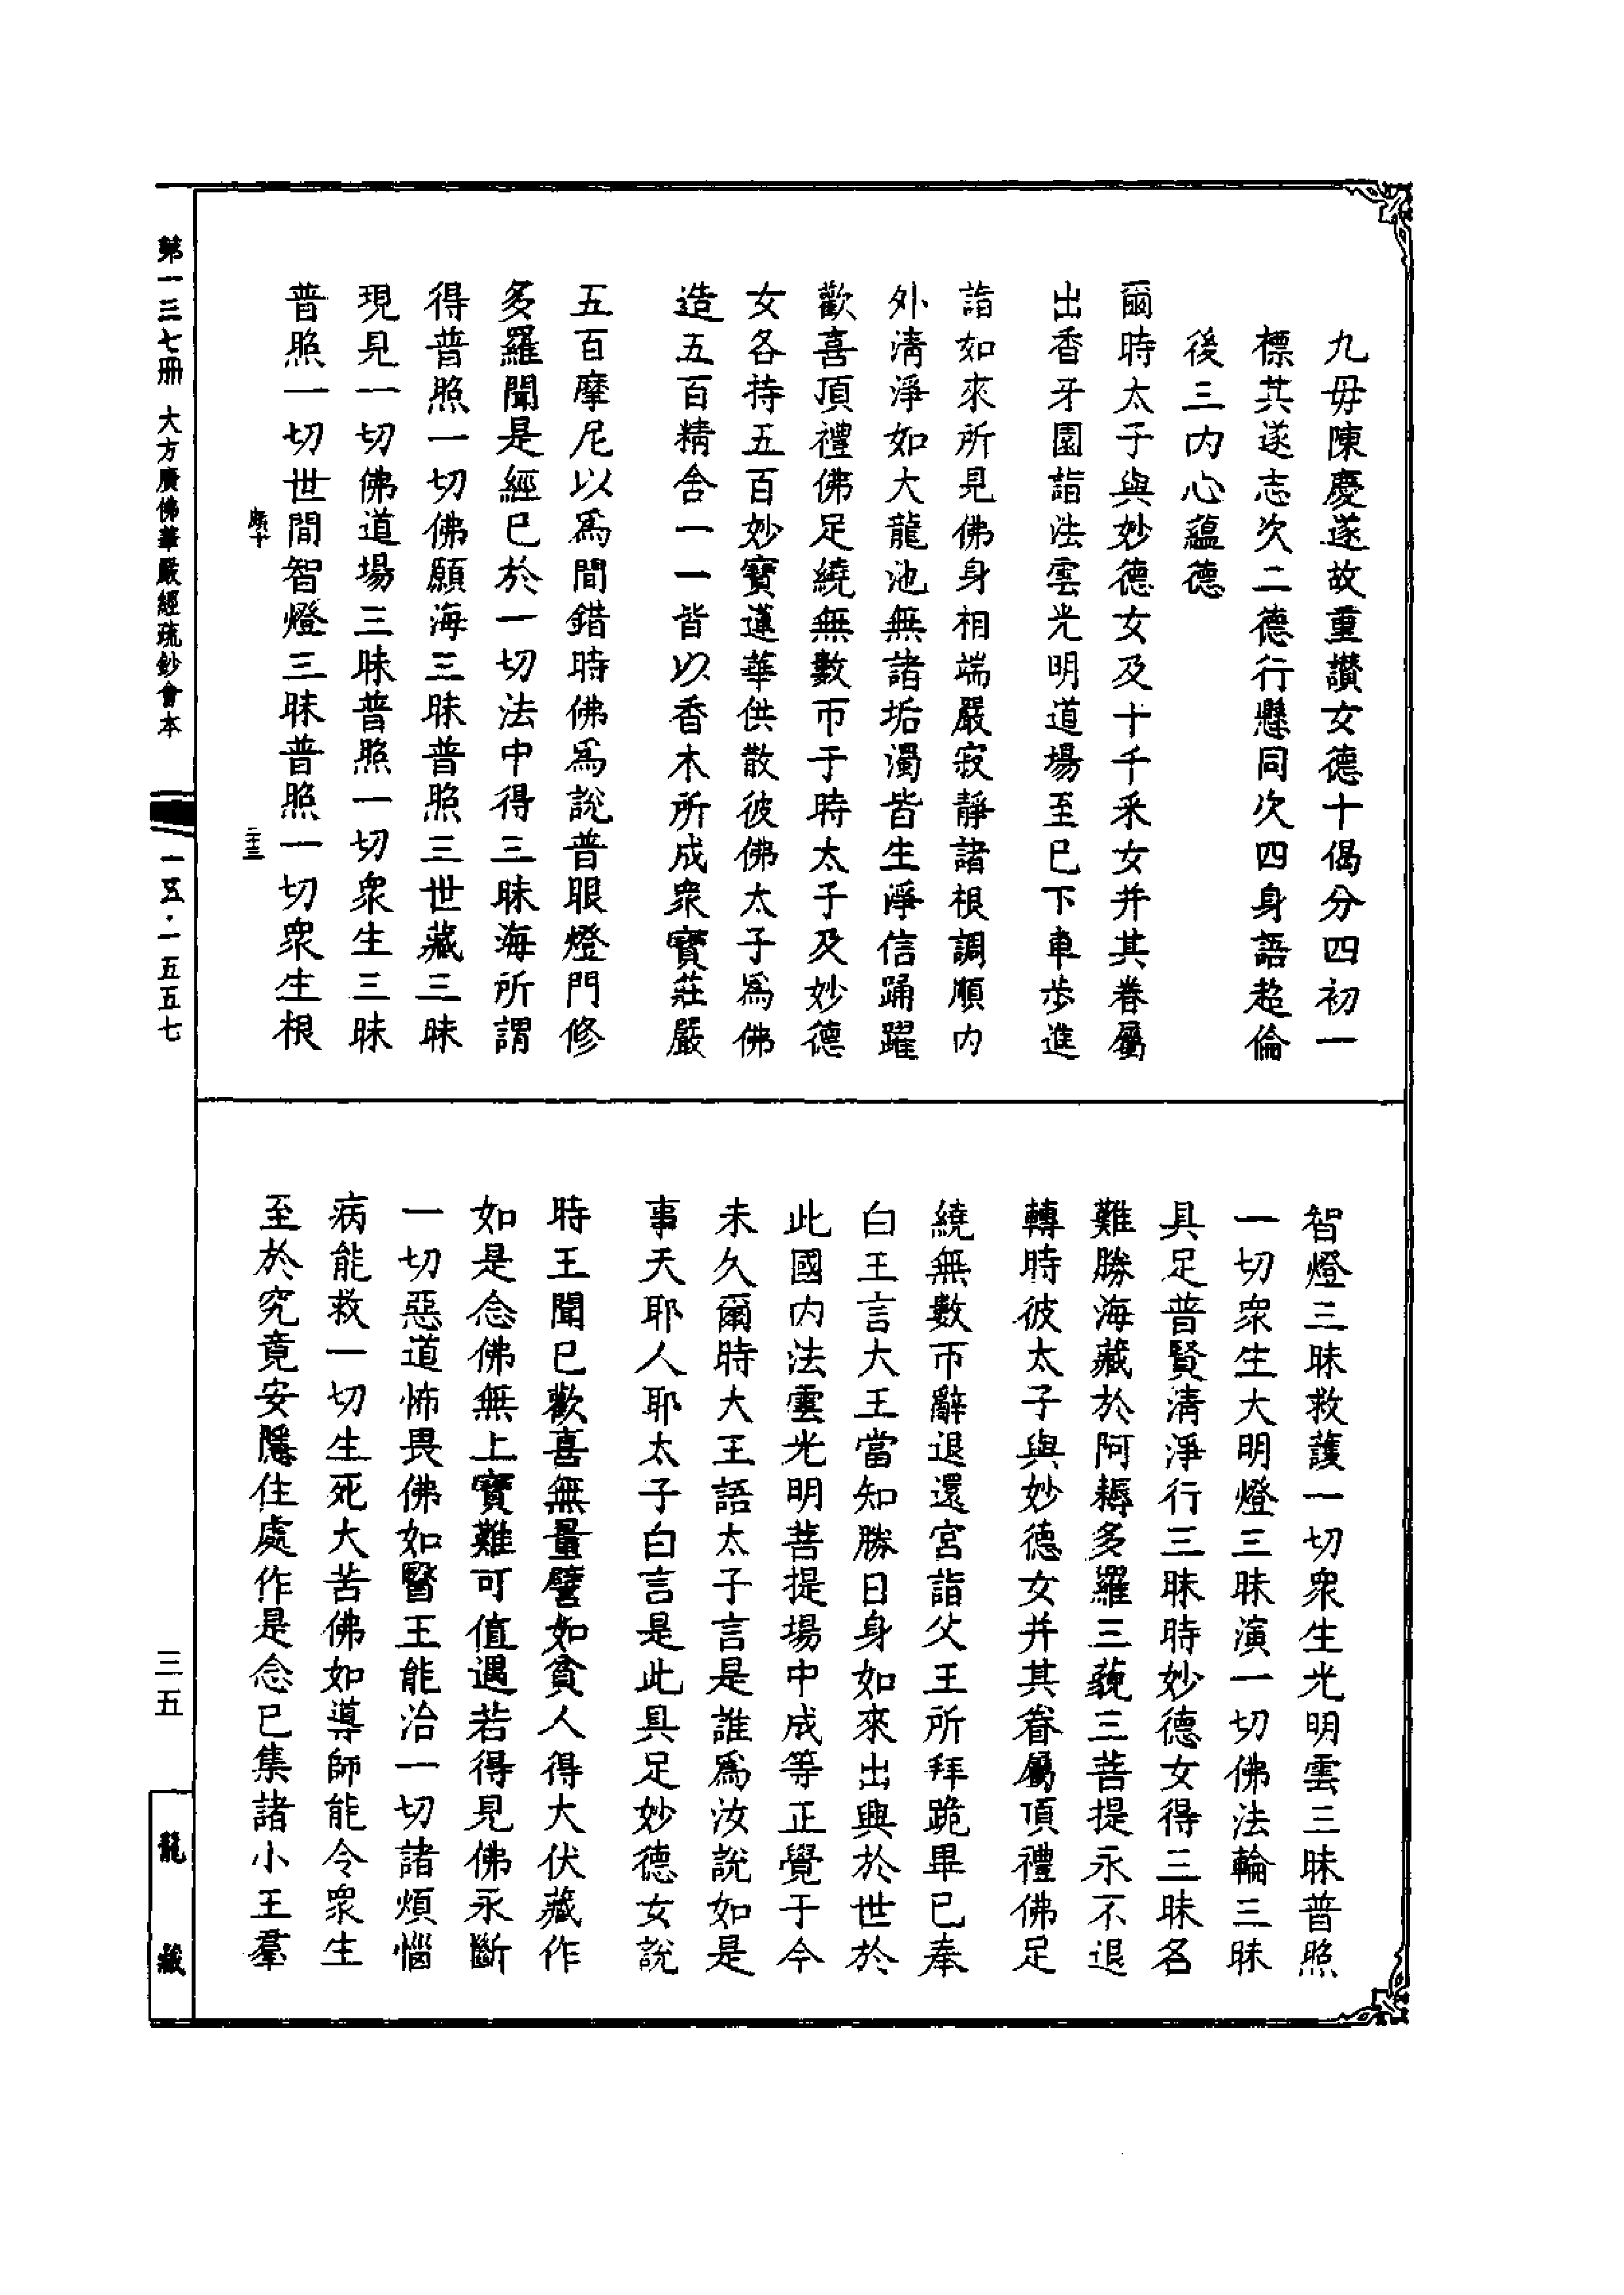 九毋陳慶遂故重讃女德十偈分四初一
標其遂志次二德行懸同次四身語超倫
後三内心蘊德
爾時太子與妙德女及十千采女并其眷屬
出香牙園詣法雲光明道場至已下車步進
詣如來所見佛身相端嚴寂靜諸根調順内
外清淨如大龍池無諸垢濁皆生淨信踊躍
歡喜頂禮佛足繞無數帀于時太子及妙德
女各持五百妙寳蓮華供散彼佛太子爲佛
造五百精舍一一皆以香木所成衆寳莊嚴
五百摩尼以爲間錯時佛爲說普眼燈門修
多羅聞是經已於一切法中得三昧海所謂
得普照一切佛願海三昧普照三世藏三昧
現見一切佛道場三昧普照一切衆生三昧
普照一切世間智燈三昧普照一切衆生根
二十三
智燈三昧救護一切衆生光明雲三昧普照
一切衆生大明燈三昧演一切佛法輪三昧
具足普賢清淨行三昧時妙德女得三昧名
難勝海藏於阿耨多羅三藐三菩提永不退
轉時彼太子與妙德女并其眷屬頂禮佛足
繞無數帀辭退還宮詣父王所拜跪畢已奉
白王言大王當知勝日身如來出興於世於
此國内法雲光明菩提場中成等正覺于今
未久爾時大王語太子言是誰爲汝說如是
事天耶人耶太子白言是此具足妙德女說
時王聞已歡喜無量譬如貧人得大伏藏作
如是念佛無上寳難可值遇若得見佛永斷
一切惡道怖畏佛如醫王能治一切諸煩惱
病能救一切生死大苦佛如導師能令衆生
至於究竟安隱住處作是念已集諸小王羣
第一三七冊 大方廣佛華嚴經疏鈔會本
一五五·一五五七
三五
龍藏